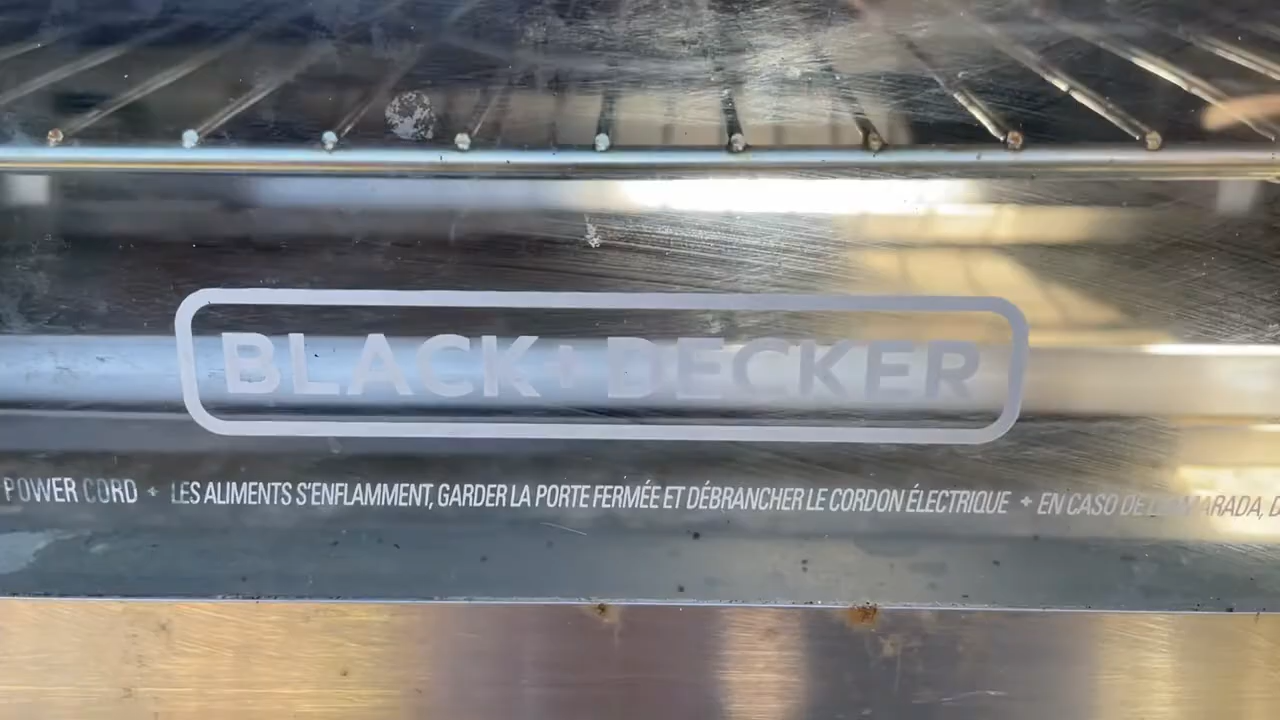 BLACK+DECKER
POWER CORD + LES ALIMENTS S'ENFLAMMENT, GARDER LA PORTE FERMÉE ET DÉBRANCHER LE CORDON ÉLECTRIQUE + EN CASO DE LLAMARADA, D